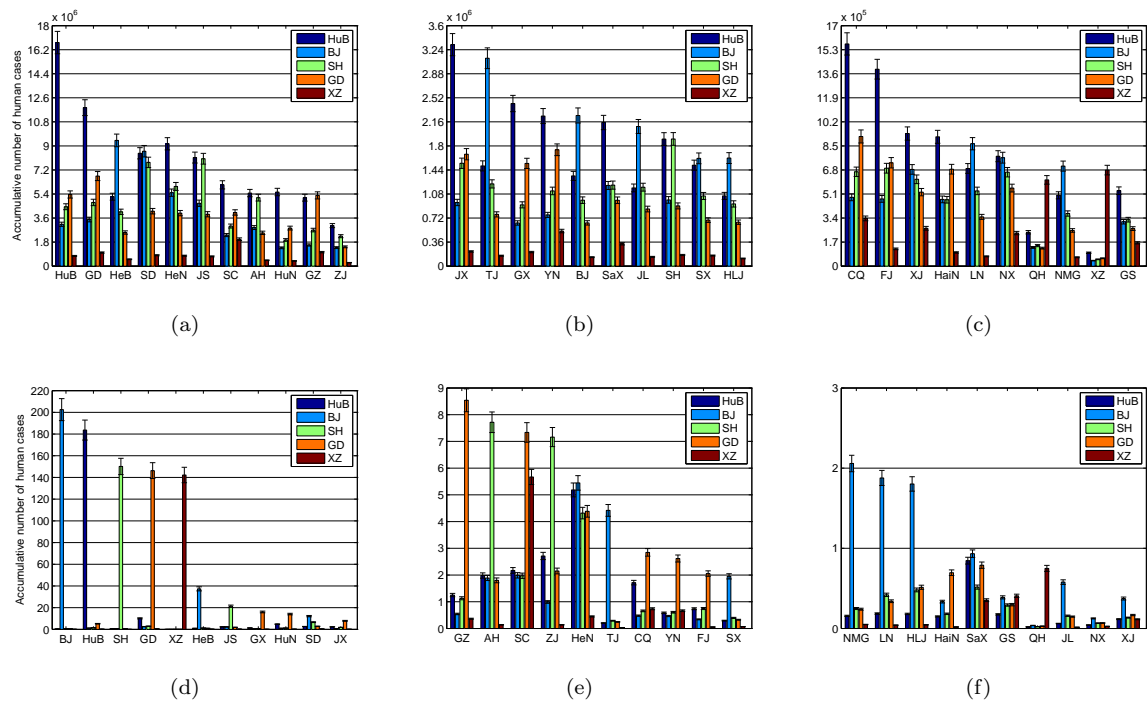 x 10⁶
18
16.2
14.4
12.6
10.8
9
7.2
5.4
3.6
1.8
0
Accumulative number of human cases
HuB
BJ
SH
GD
XZ
HuB GD HeB SD HeN JS SC AH HuN GZ ZJ
(a)
x 10⁶
3.6
3.24
2.88
2.52
2.16
1.8
1.44
1.08
0.72
0.36
0
HuB
BJ
SH
GD
XZ
JX TJ GX YN BJ SaX JL SH SX HLJ
(b)
x 10⁵
17
15.3
13.6
11.9
10.2
8.5
6.8
5.1
3.4
1.7
0
HuB
BJ
SH
GD
XZ
CQ FJ XJ HaiN LN NX QH NMG XZ GS
(c)
220
200
180
160
140
120
100
80
60
40
20
0
Accumulative number of human cases
HuB
BJ
SH
GD
XZ
BJ HuB SH GD XZ HeB JS GX HuN SD JX
(d)
9
8
7
6
5
4
3
2
1
0
HuB
BJ
SH
GD
XZ
GZ AH SC ZJ HeN TJ CQ YN FJ SX
(e)
3
2
1
0
HuB
BJ
SH
GD
XZ
NMG LN HLJ HaiN SaX GS QH JL NX XJ
(f)